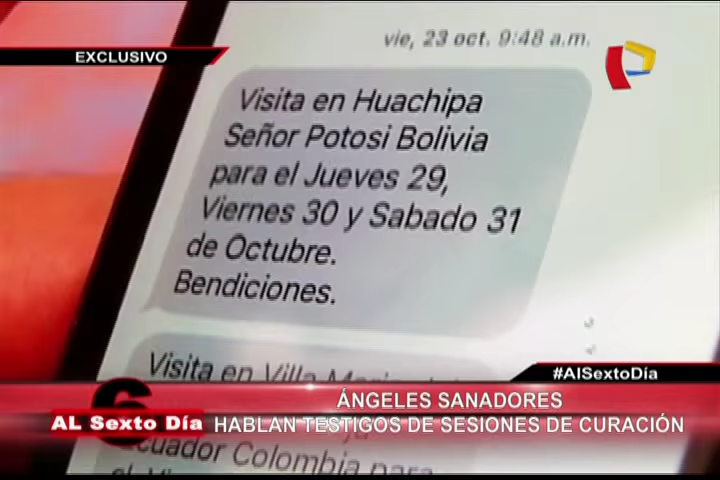 vie, 23 oct. 9:48 a.m.
EXCLUSIVO
Visita en Huachipa
Señor Potosi Bolivia
para el Jueves 29,
Viernes 30 y Sabado 31
de Octubre.
Bendiciones.
Visita en Villa
#AlSextoDía
ÁNGELES SANADORES
6
AL Sexto Día
HABLAN TESTIGOS DE SESIONES DE CURACIÓN
Ecuador Colombia para